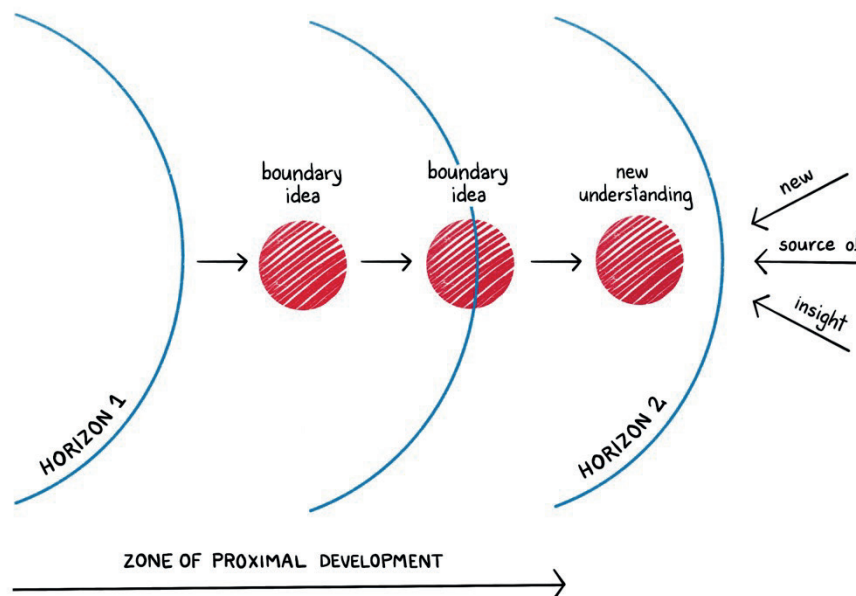 boundary
idea
boundary
idea
new
understanding
new
source o
insight
HORIZON 1
HORIZON 2
ZONE OF PROXIMAL DEVELOPMENT